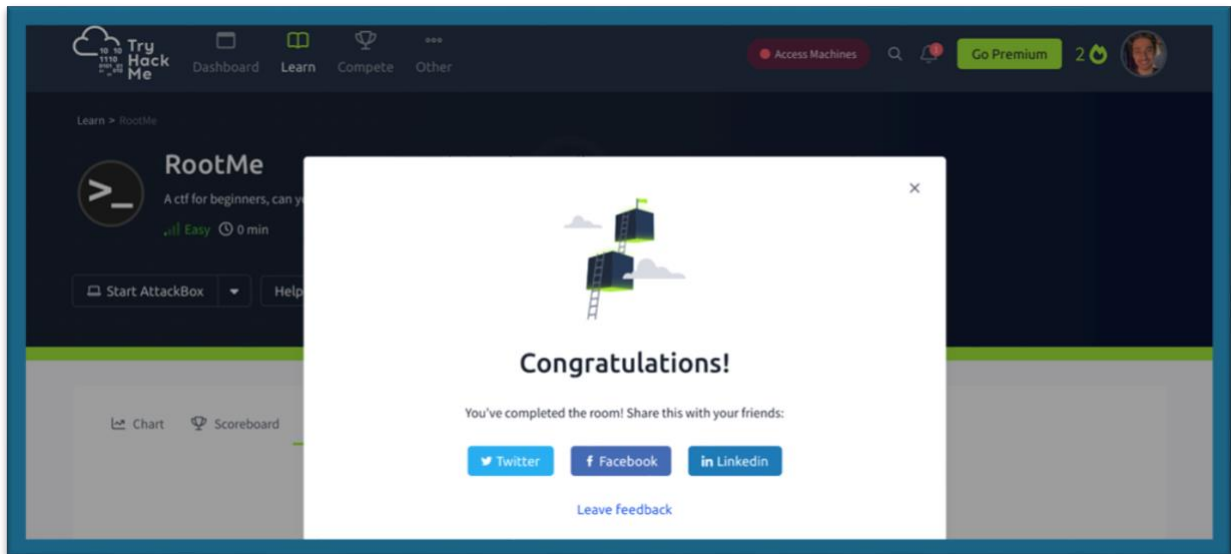 Try
Hack
Me
Dashboard
Learn
Compete
Other
Access Machines
Go Premium
2
Learn > RootMe
RootMe
A ctf for beginners, can
Easy 0 min
Start AttackBox
Help
Congratulations!
You've completed the room! Share this with your friends:
Twitter
Facebook
in Linkedin
Leave feedback
Chart
Scoreboard